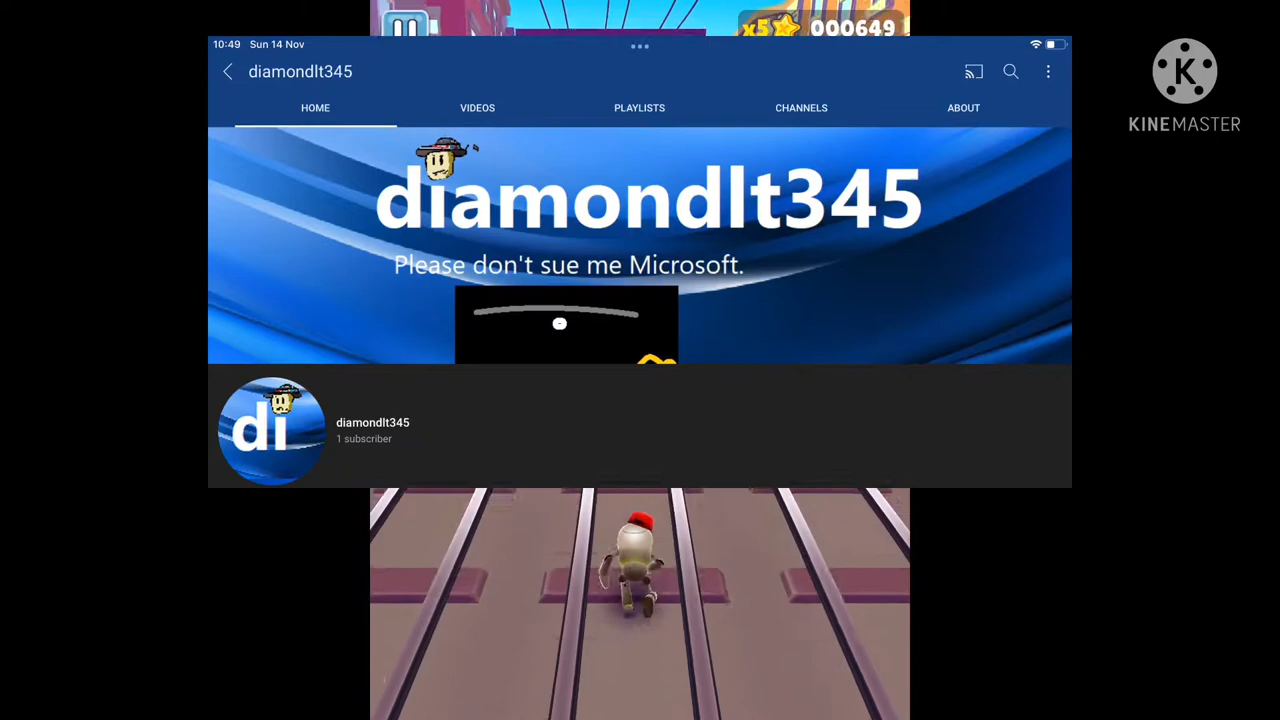 x5 000649
10:49 Sun 14 Nov
diamondlt345
HOME VIDEOS PLAYLISTS CHANNELS ABOUT
diamondlt345
Please don't sue me Microsoft.
di
diamondlt345
1 subscriber
K
KINEMASTER